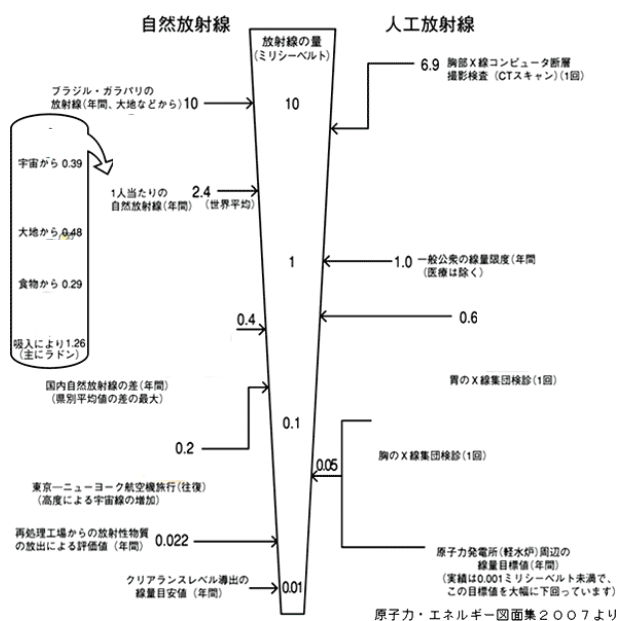 自然放射線
人工放射線
放射線の量
(ミリシーベルト)
6.9 胸部X線コンピュータ断層
撮影検査(CTスキャン)(1回)
ブラジル・ガラパリの
放射線(年間、大地などから)10
10
宇宙から 0.39
1人当たりの 2.4
自然放射線(年間) (世界平均)
大地から 0.48
1
1.0 一般公衆の線量限度(年間
(医療は除く)
食物から 0.29
0.4
0.6
吸入により1.26
(主にラドン)
国内自然放射線の差(年間)
(県別平均値の差の最大)
胃のX線集団検診(1回)
0.1
0.2
胸のX線集団検診(1回)
0.05
東京―ニューヨーク航空機旅行(往復)
(高度による宇宙線の増加)
再処理工場からの放射性物質
の放出による評価値(年間) 0.022
原子力発電所(軽水炉)周辺の
線量目標値(年間)
(実績は0.001ミリシーベルト未満で、
この目標値を大幅に下回っています)
クリアランスレベル導出の
線量目安値(年間)
0.01
原子力・エネルギー図面集2007より